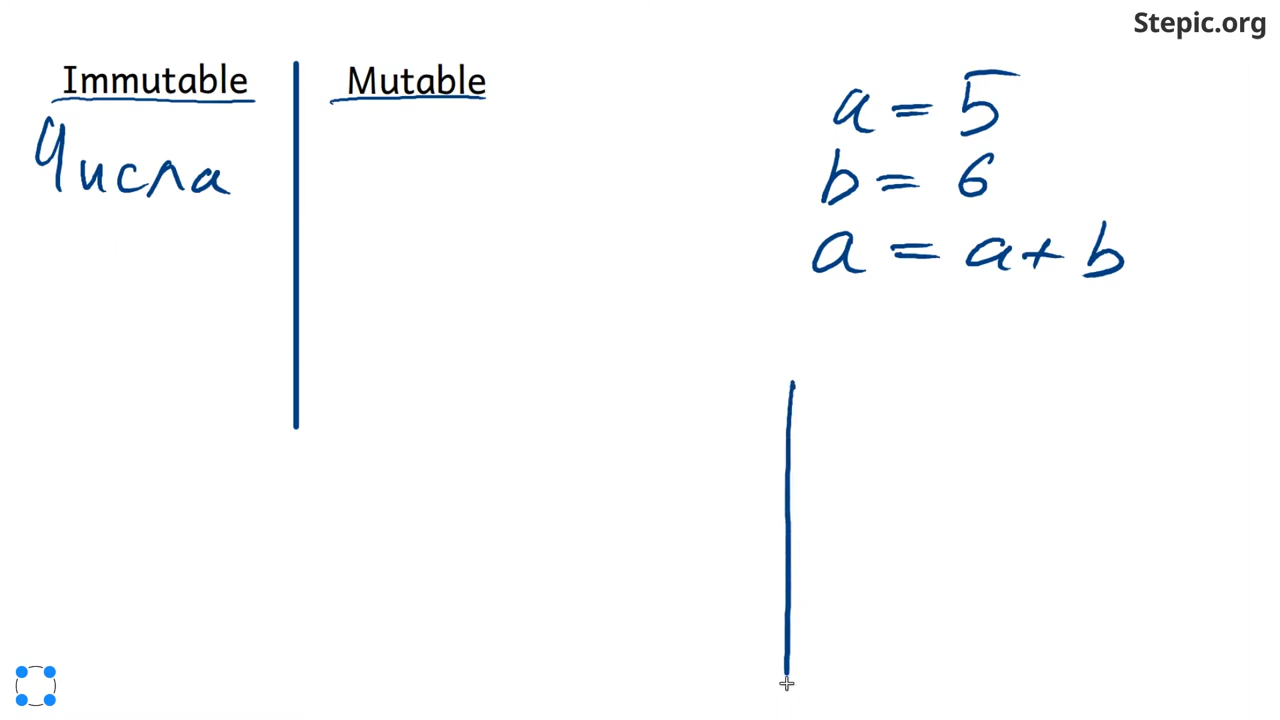 Stepic.org
Immutable
Mutable
Числа
a = 5
b = 6
a = a + b